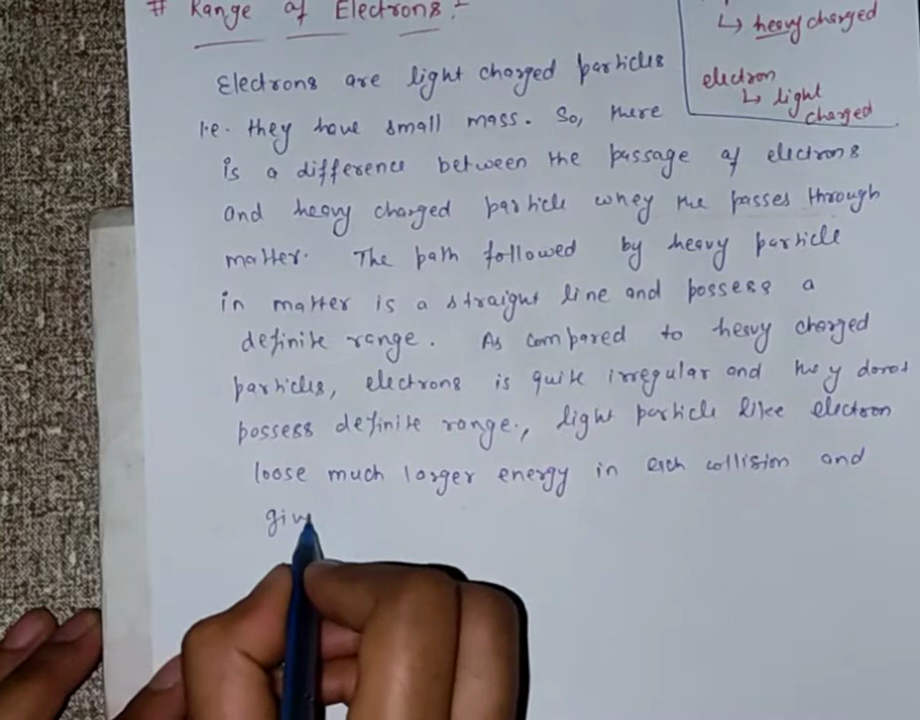 # Range of Electrons:-
↳ heavy charged
electron
↳ light
charged
Electrons are light charged particles
i.e. they have small mass. So, there
is a difference between the passage of electrons
and heavy charged particle the passes through
matter. The path followed by heavy particle
in matter is a straight line and possess a
definite range. As compared to heavy charged
particles, electrons is quite irregular and they
possess definite range., light particle like electron
loose much larger energy in each collision and
giv